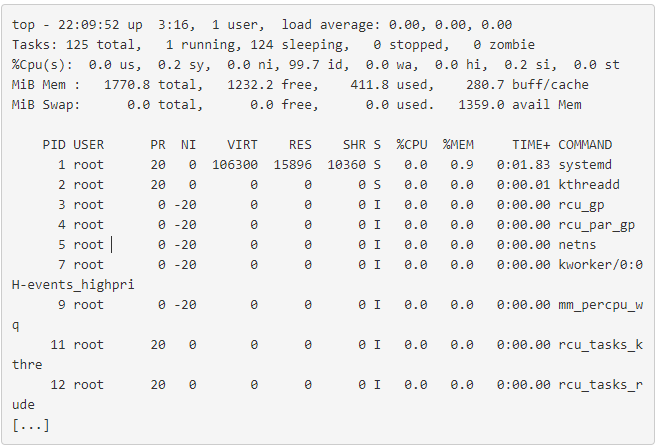 top - 22:09:52 up  3:16,  1 user,  load average: 0.00, 0.00, 0.00
Tasks: 125 total,   1 running, 124 sleeping,   0 stopped,   0 zombie
%Cpu(s):  0.0 us,  0.2 sy,  0.0 ni, 99.7 id,  0.0 wa,  0.0 hi,  0.2 si,  0.0 st
MiB Mem :   1770.8 total,   1232.2 free,    411.8 used,    280.7 buff/cache
MiB Swap:      0.0 total,      0.0 free,      0.0 used.   1359.0 avail Mem

    PID USER      PR  NI    VIRT    RES    SHR S  %CPU  %MEM     TIME+ COMMAND
      1 root      20   0  106300  15896  10360 S   0.0   0.9   0:01.83 systemd
      2 root      20   0       0      0      0 S   0.0   0.0   0:00.01 kthreadd
      3 root       0 -20       0      0      0 I   0.0   0.0   0:00.00 rcu_gp
      4 root       0 -20       0      0      0 I   0.0   0.0   0:00.00 rcu_par_gp
      5 root       0 -20       0      0      0 I   0.0   0.0   0:00.00 netns
      7 root       0 -20       0      0      0 I   0.0   0.0   0:00.00 kworker/0:0
H-events_highpri
      9 root       0 -20       0      0      0 I   0.0   0.0   0:00.00 mm_percpu_w
q
     11 root      20   0       0      0      0 I   0.0   0.0   0:00.00 rcu_tasks_k
thre
     12 root      20   0       0      0      0 I   0.0   0.0   0:00.00 rcu_tasks_r
ude
[...]